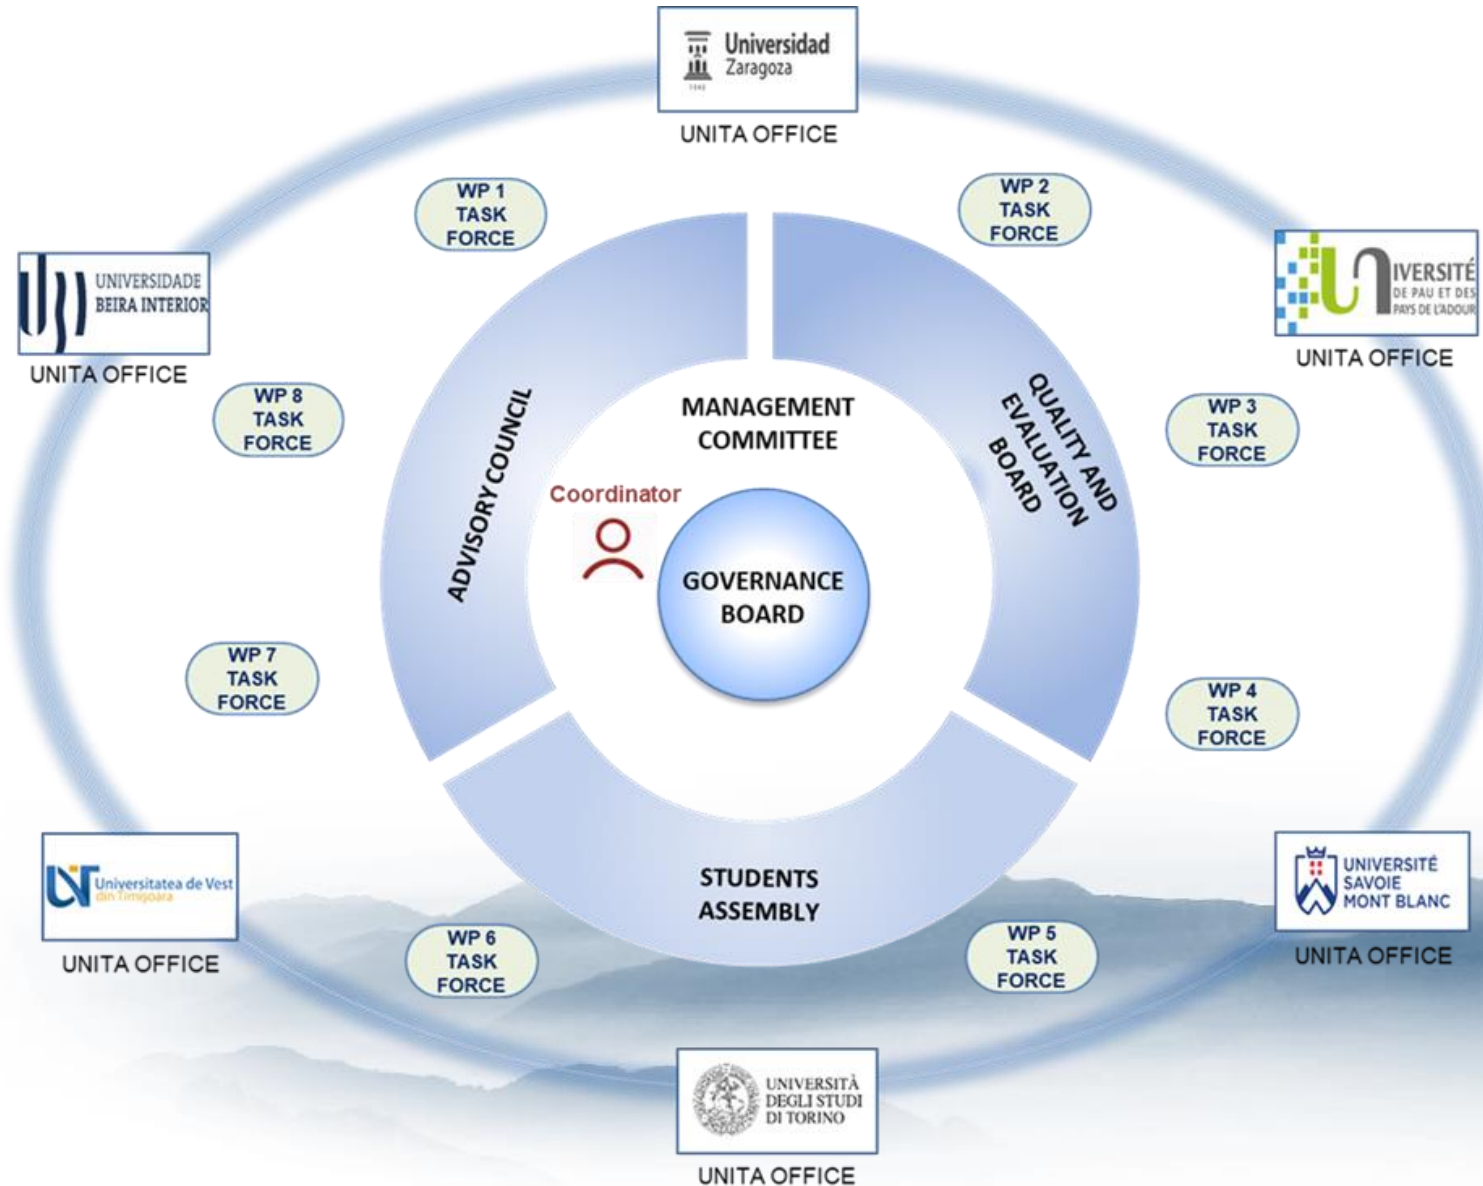 Universidad
Zaragoza
1542
UNITA OFFICE
WP 1
TASK
FORCE
WP 2
TASK
FORCE
UNIVERSIDADE
BEIRA INTERIOR
UNITA OFFICE
UNIVERSITÉ
DE PAU ET DES
PAYS DE L'ADOUR
UNITA OFFICE
WP 8
TASK
FORCE
WP 3
TASK
FORCE
ADVISORY COUNCIL
MANAGEMENT
COMMITTEE
QUALITY AND
EVALUATION
BOARD
Coordinator
GOVERNANCE
BOARD
WP 7
TASK
FORCE
WP 4
TASK
FORCE
UVT
Universitatea de Vest
din Timișoara
UNITA OFFICE
STUDENTS
ASSEMBLY
UNIVERSITÉ
SAVOIE
MONT BLANC
UNITA OFFICE
WP 6
TASK
FORCE
WP 5
TASK
FORCE
UNIVERSITÀ
DEGLI STUDI
DI TORINO
UNITA OFFICE